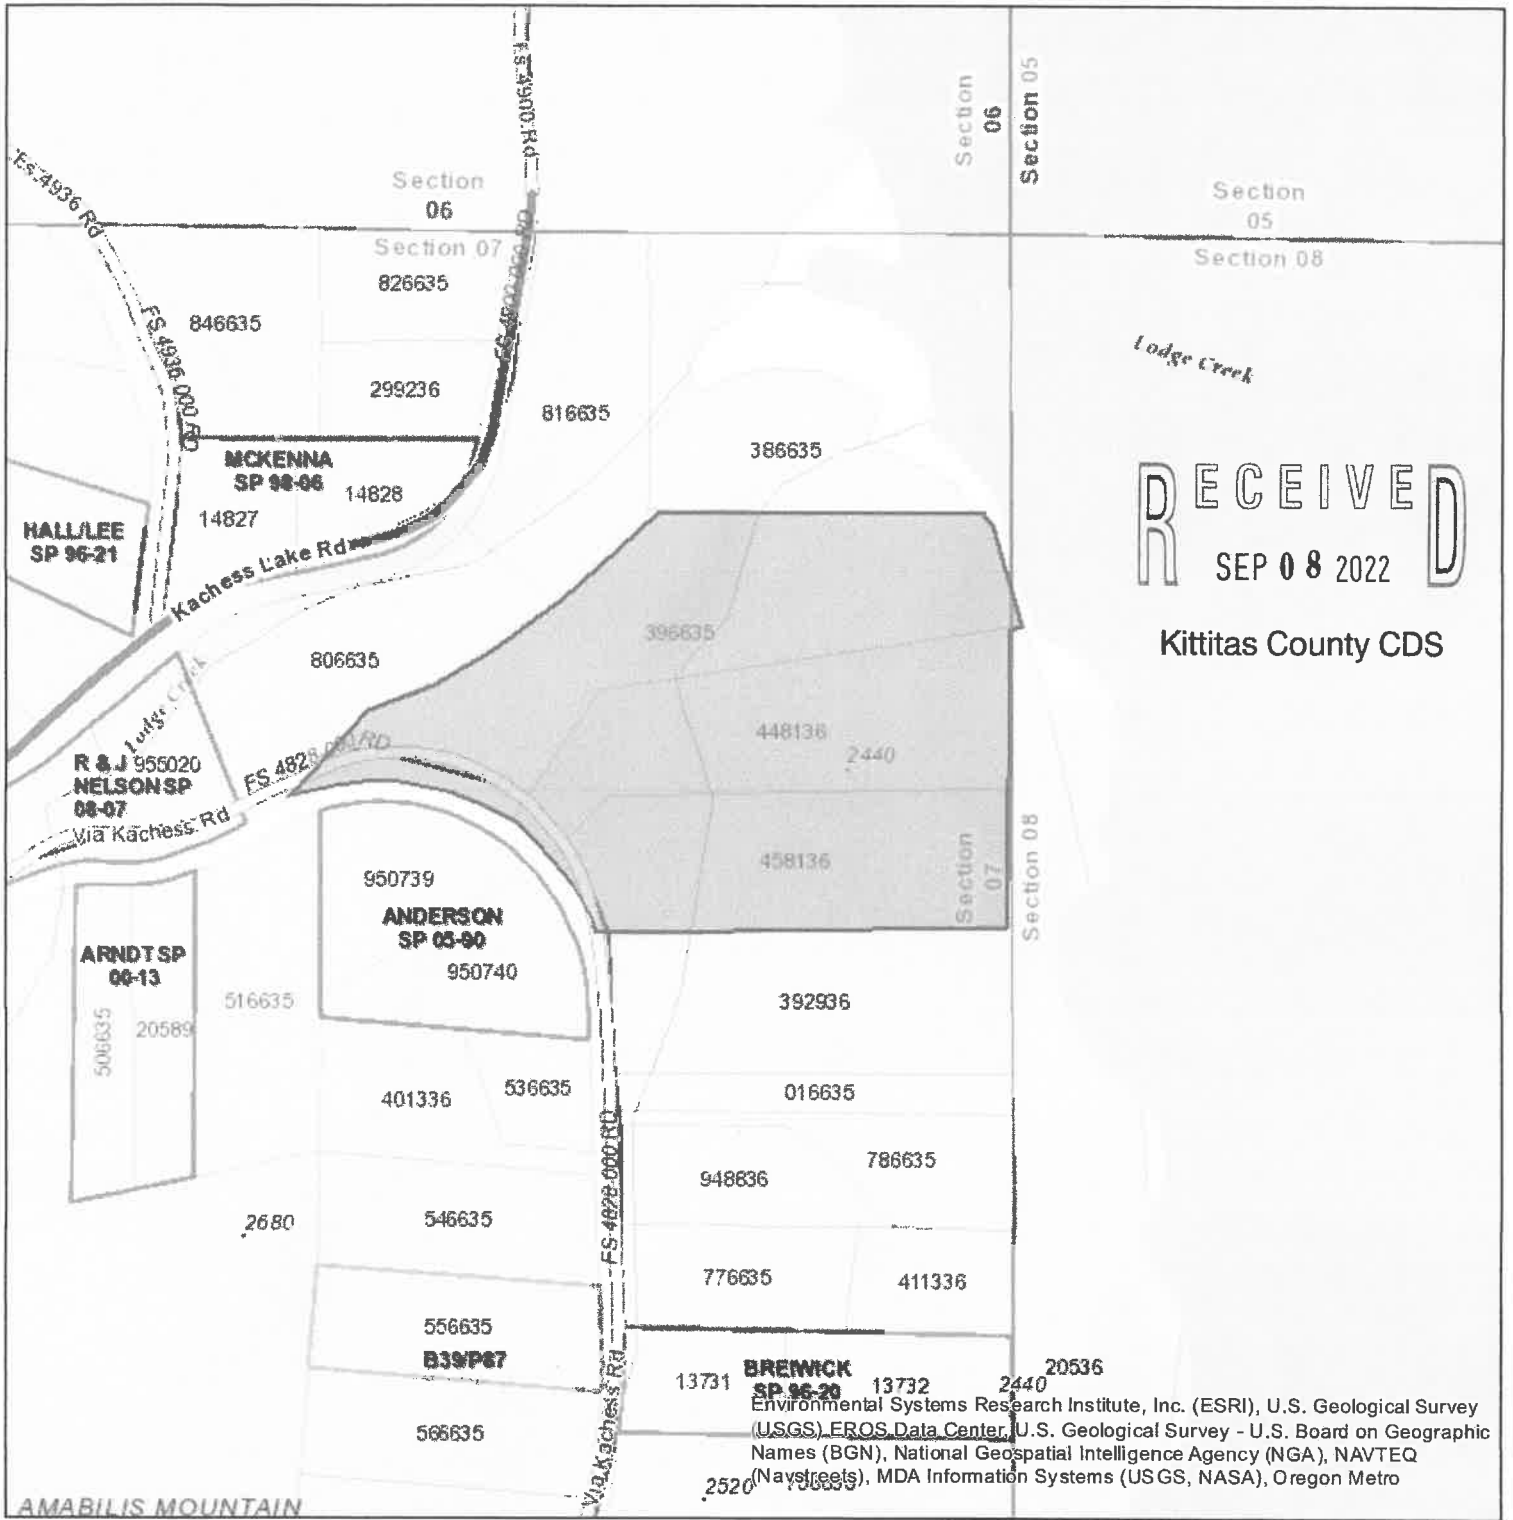 FS 4900 Rd
Section
06
Section 05
FS 4936 Rd
Section
06
Section
05
Section 07
Section 08
826635
846635
FS 4936 000 RD
Lodge Creek
299236
816635
386635
MCKENNA
SP 98-06
14828
14827
HALL/LEE
SP 96-21
Kachess Lake Rd
RECEIVED
SEP 08 2022
Kittitas County CDS
396635
806635
Lodge Creek
448136
2440
R & J 955020
NELSON SP
08-07
FS 4828
RD
Via Kachess Rd
458136
Section
07
Section 08
950739
ANDERSON
SP 05-90
950740
ARNDT SP
00-13
516635
506635
20589
392936
536635
401336
016635
FS 4828 000 RD
786635
948836
2680
546635
776635
411336
556635
B39/P87
Via Kachess Rd
13731
BREIWICK
SP 96-20
13732
2440
20536
Environmental Systems Research Institute, Inc. (ESRI), U.S. Geological Survey
(USGS) EROS Data Center, U.S. Geological Survey - U.S. Board on Geographic
Names (BGN), National Geospatial Intelligence Agency (NGA), NAVTEQ
(Navstreets), MDA Information Systems (USGS, NASA), Oregon Metro
566635
2520
AMABILIS MOUNTAIN